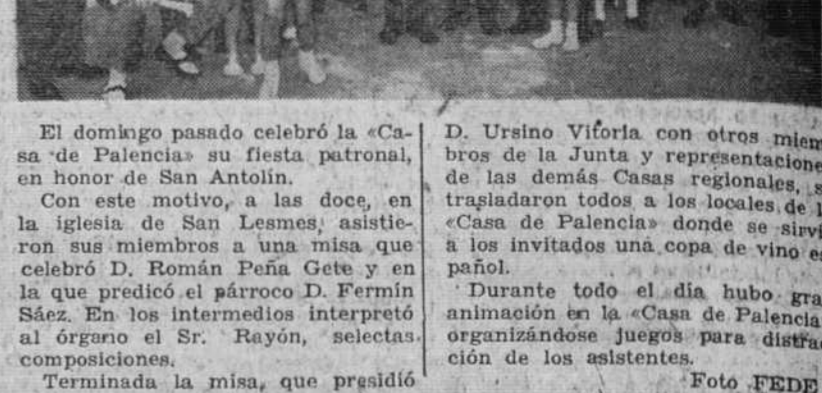 El domingo pasado celebró la «Ca-
sa de Palencia» su fiesta patronal,
en honor de San Antolín.
Con este motivo, a las doce, en
la iglesia de San Lesmes, asistie-
ron sus miembros a una misa que
celebró D. Román Peña Gete y en
la que predicó el párroco D. Fermín
Sáez. En los intermedios interpretó
al órgano el Sr. Rayón, selectas
composiciones.
Terminada la misa, que presidió
D. Ursino Vitoria con otros miem
bros de la Junta y representacione
de las demás Casas regionales, s
trasladaron todos a los locales de l
«Casa de Palencia» donde se sirvi
a los invitados una copa de vino es
pañol.
Durante todo el día hubo gra
animación en la «Casa de Palencia
organizándose juegos para distrac
ción de los asistentes.
Foto FEDE